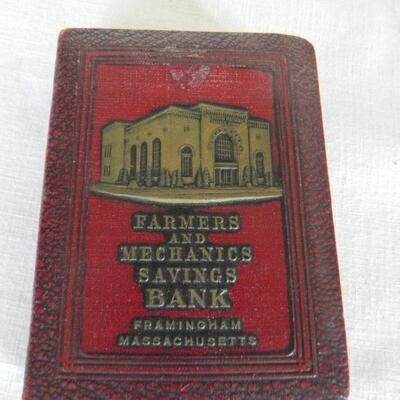 FARMERS
AND
MECHANICS
SAVINGS
BANK
FRAMINGHAM
MASSACHUSETTS